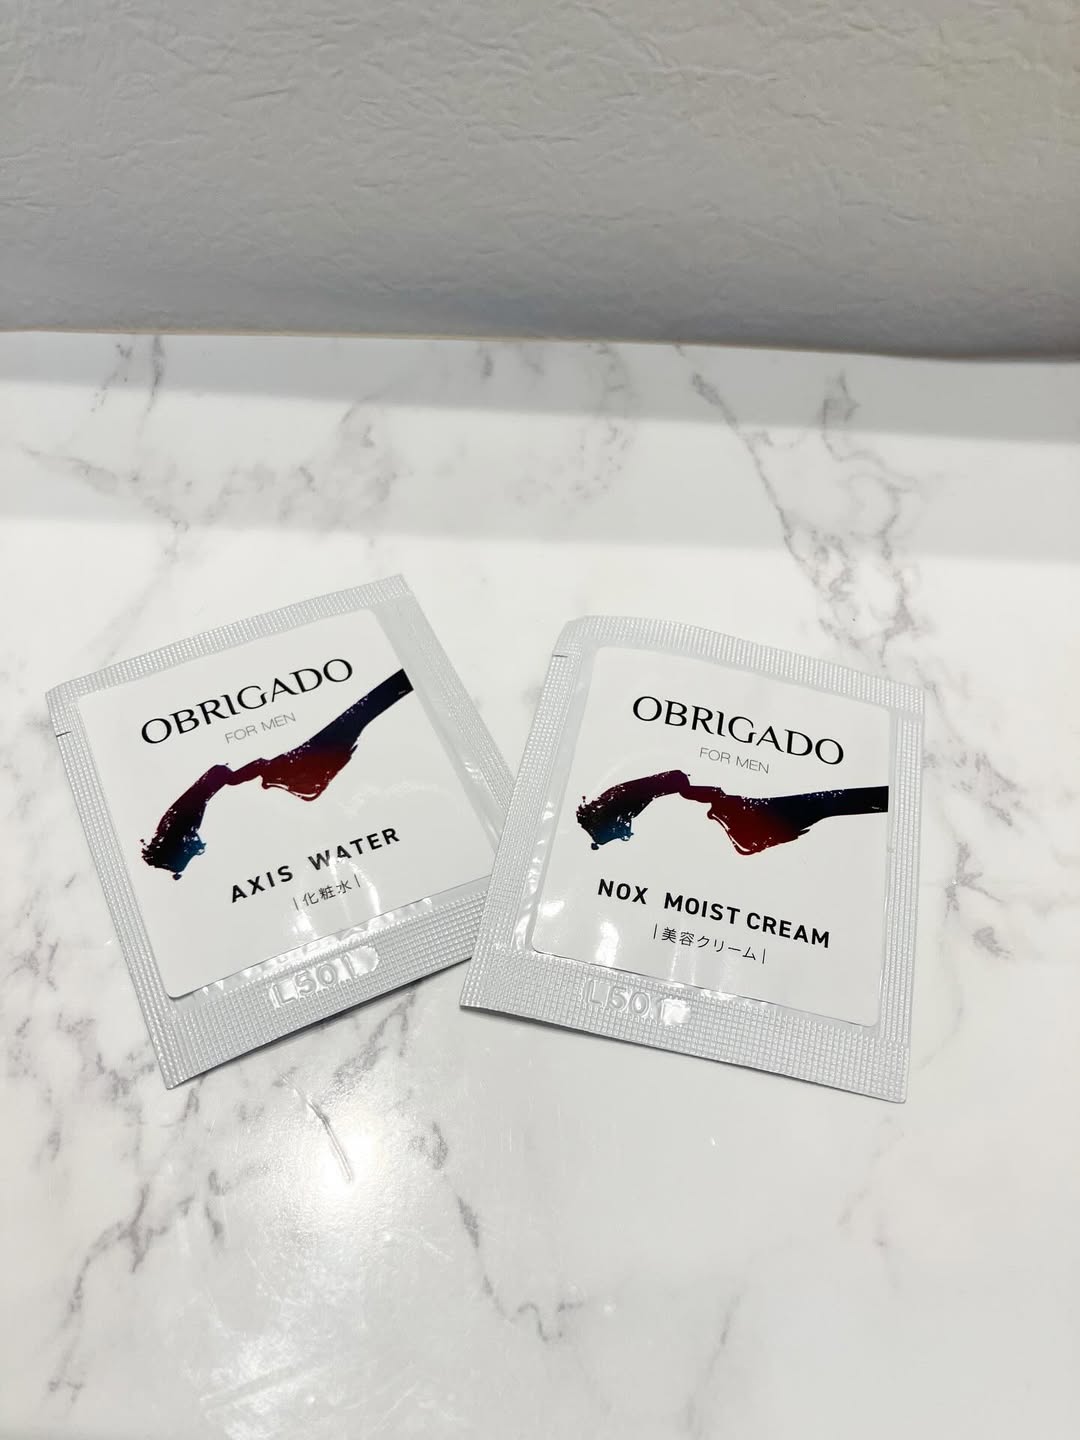 OBRIGADO
FOR MEN
AXIS WATER
|化粧水|
L501
OBRIGADO
FOR MEN
NOX MOIST CREAM
|美容クリーム|
L501